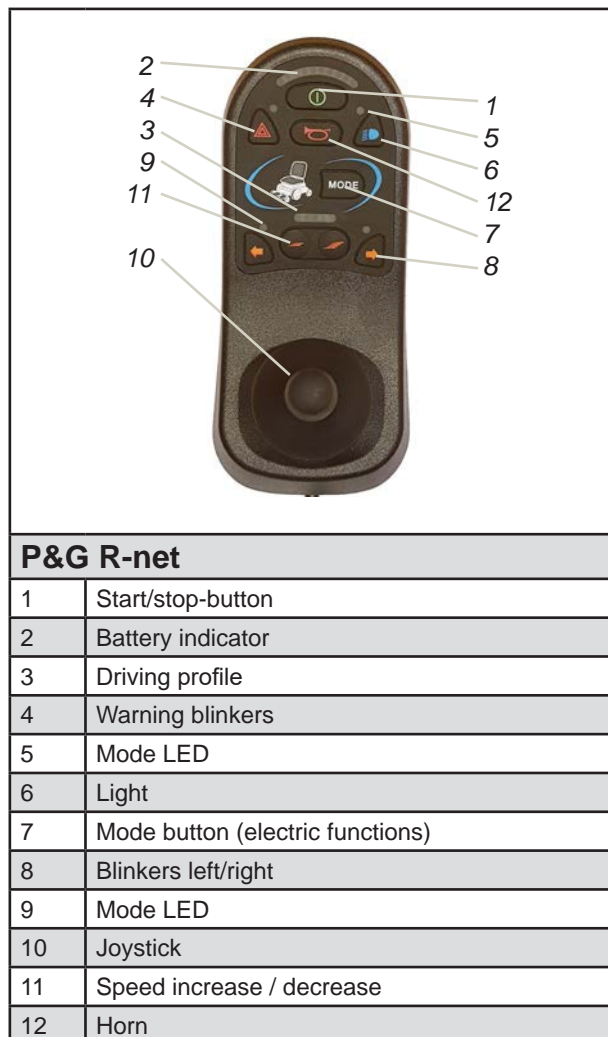 2
4
3
9
11
10
1
5
6
12
7
8
MODE
P&G R-net
1 Start/stop-button
2 Battery indicator
3 Driving profile
4 Warning blinkers
5 Mode LED
6 Light
7 Mode button (electric functions)
8 Blinkers left/right
9 Mode LED
10 Joystick
11 Speed increase / decrease
12 Horn